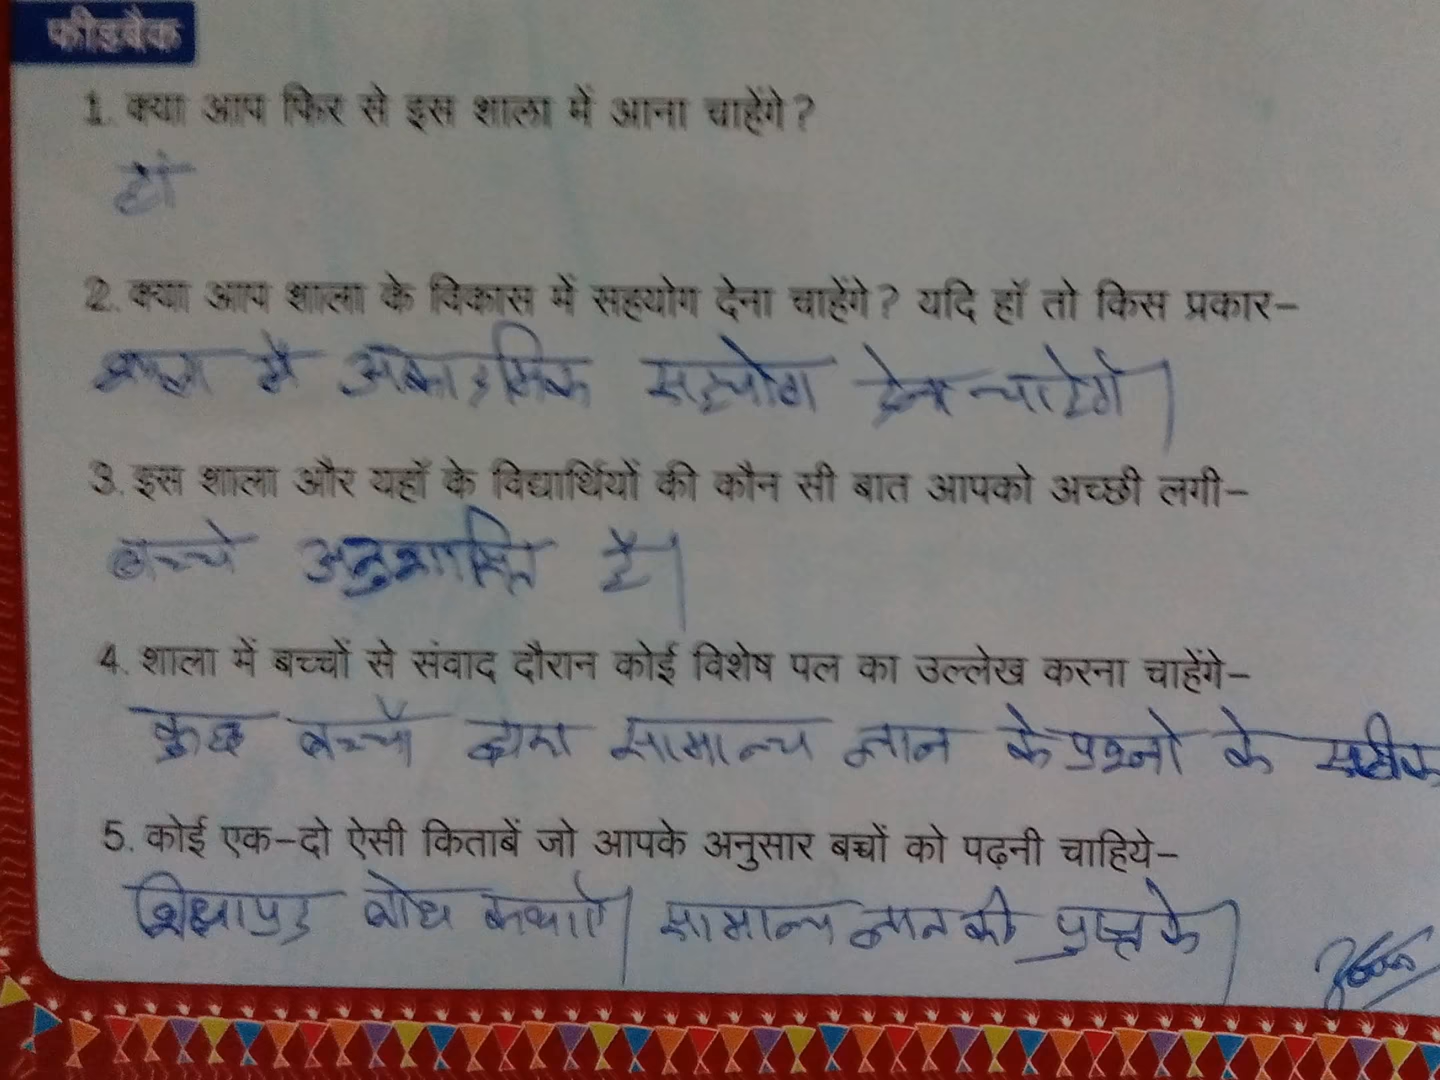 फीडबैक
1. क्या आप फिर से इस शाला में आना चाहेंगे?
हाँ
2. क्या आप शाला के विकास में सहयोग देना चाहेंगे? यदि हॉ तो किस प्रकार–
में सहयोग देना चाहेगें।
3. इस शाला और यहॉ के विद्यार्थियों की कौन सी बात आपको अच्छी लगी–
बच्चे अनुशासित है।
4. शाला में बच्चों से संवाद दौरान कोई विशेष पल का उल्लेख करना चाहेंगे–
कुछ बच्चों द्वारा सामान्य ज्ञान के प्रश्नो के
5. कोई एक–दो ऐसी किताबें जो आपके अनुसार बच्चों को पढ़नी चाहिये–
शिक्षाप्रद बोध कथाएँ। सामान्य ज्ञान की पुस्तके।